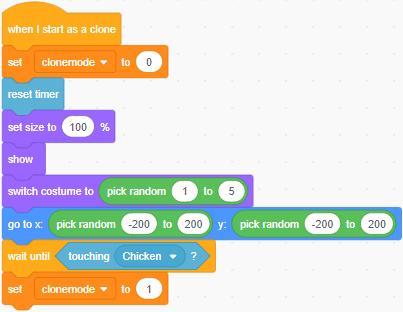 when I start as a clone
set clonemode to 0
reset timer
set size to 100 %
show
switch costume to pick random 1 to 5
go to x: pick random -200 to 200 y: pick random -200 to 200
wait until touching Chicken ?
set clonemode to 1